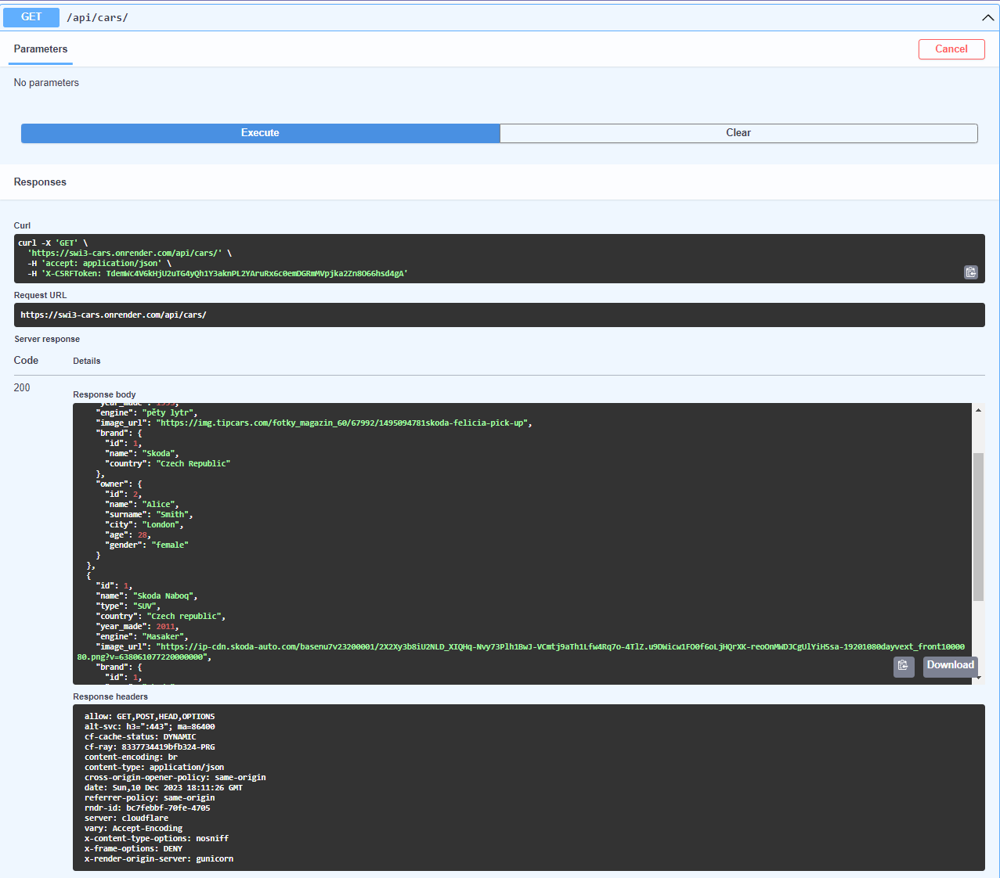 GET /api/cars/
Parameters
Cancel
No parameters
Execute
Clear
Responses
Curl
curl -X 'GET' \
'https://swi3-cars.onrender.com/api/cars/' \
-H 'accept: application/json' \
-H 'X-CSRFToken: TdemWc4V6kHjU2uTG4yQh1Y3aknPL2YAruRx6c0emDGRmMVpjka2Zn8O66hsd4gA'
Request URL
https://swi3-cars.onrender.com/api/cars/
Server response
Code Details
200
Response body
"year_made": 1995,
"engine": "pěty lytr",
"image_url": "https://img.tipcars.com/fotky_magazin_60/67992/1495094781skoda-felicia-pick-up",
"brand": {
"id": 1,
"name": "Skoda",
"country": "Czech Republic"
},
"owner": {
"id": 2,
"name": "Alice",
"surname": "Smith",
"city": "London",
"age": 28,
"gender": "female"
}
},
{
"id": 1,
"name": "Skoda Naboq",
"type": "SUV",
"country": "Czech republic",
"year_made": 2011,
"engine": "Masaker",
"image_url": "https://ip-cdn.skoda-auto.com/basenu7v23200001/2X2Xy3b8iU2NLD_XIQHq-Nvy73Plh1BwJ-VCmtj9aTh1Lfw4Rq7o-4TlZ.u9DWicw1FO0f6oLjHQrXK-reoOnMWDJCgUlYiHSsa-19201080dayvext_front10000
80.png?v=638061077220000000",
"brand": {
"id": 1,
Download
Response headers
allow: GET,POST,HEAD,OPTIONS
alt-svc: h3=":443"; ma=86400
cf-cache-status: DYNAMIC
cf-ray: 8337734419bfb324-PRG
content-encoding: br
content-type: application/json
cross-origin-opener-policy: same-origin
date: Sun,10 Dec 2023 18:11:26 GMT
referrer-policy: same-origin
rndr-id: bc7febbf-70fe-4705
server: cloudflare
vary: Accept-Encoding
x-content-type-options: nosniff
x-frame-options: DENY
x-render-origin-server: gunicorn